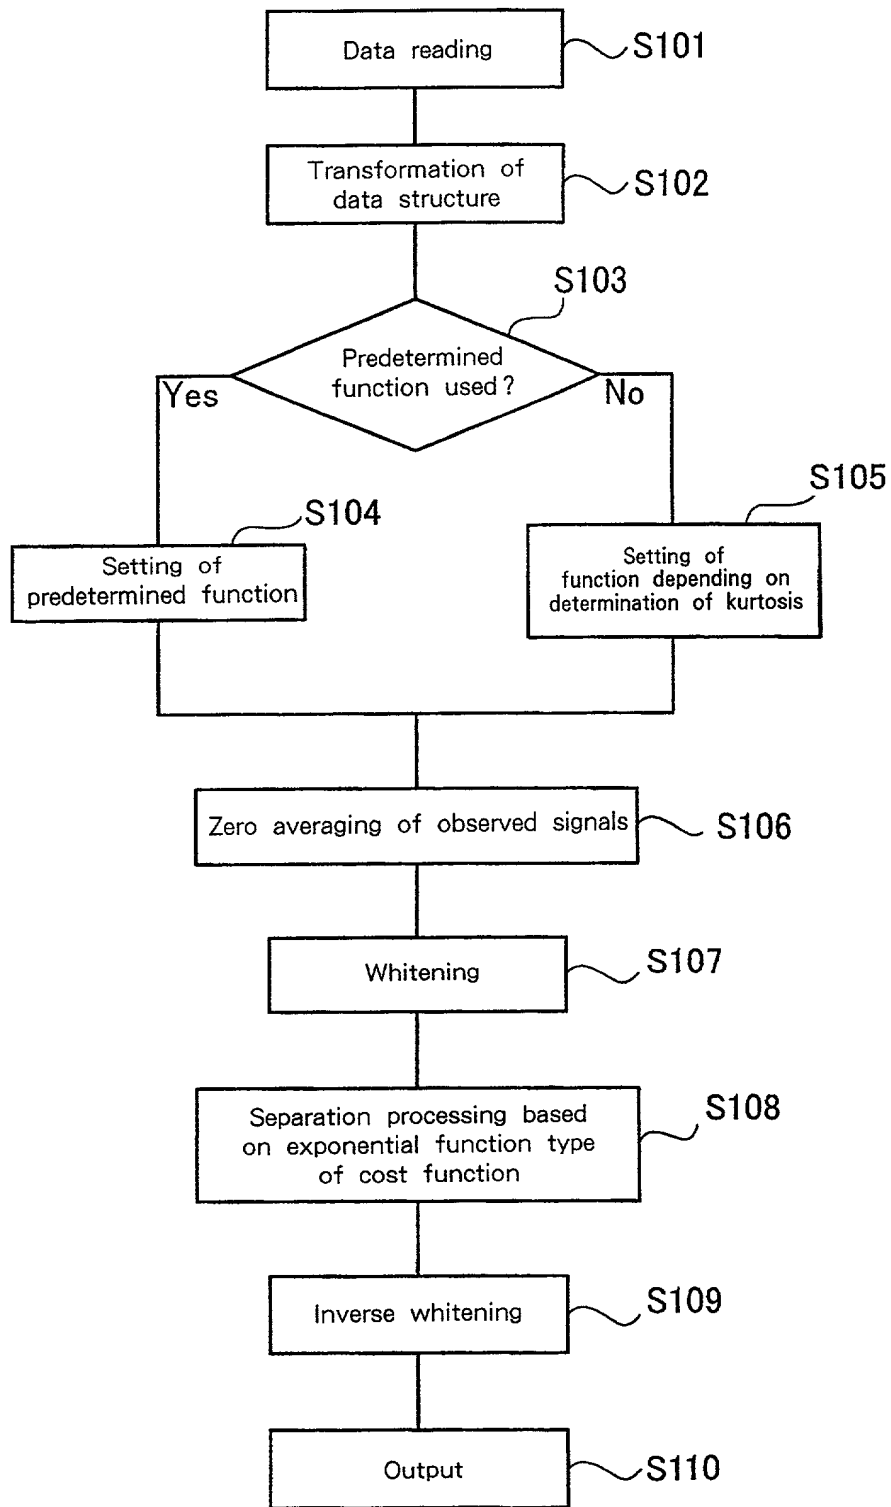 Data reading
S101
Transformation of
data structure
S102
S103
Predetermined
function used?
Yes
No
S104
Setting of
predetermined function
S105
Setting of
function depending on
determination of kurtosis
Zero averaging of observed signals
S106
Whitening
S107
Separation processing based
on exponential function type
of cost function
S108
Inverse whitening
S109
Output
S110